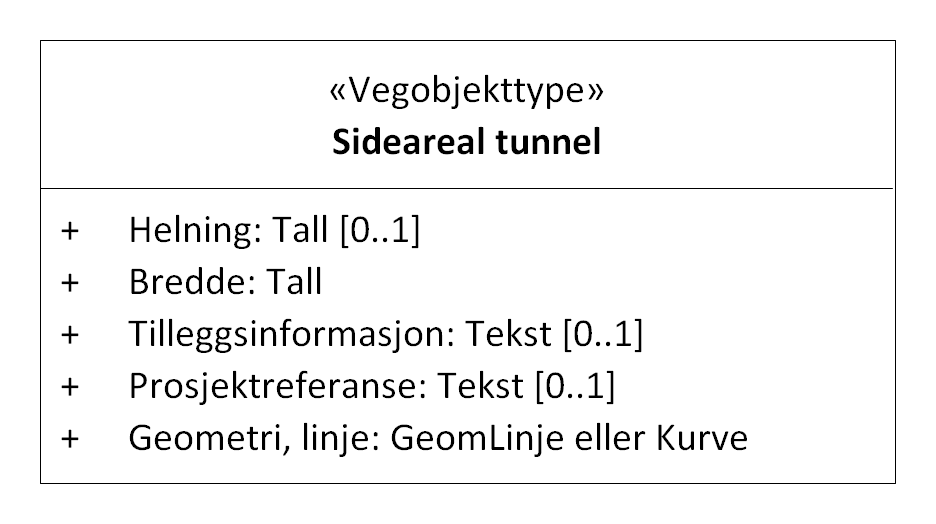 «Vegobjekttype»
Sideareal tunnel
+ Helning: Tall [0..1]
+ Bredde: Tall
+ Tilleggsinformasjon: Tekst [0..1]
+ Prosjektreferanse: Tekst [0..1]
+ Geometri, linje: GeomLinje eller Kurve